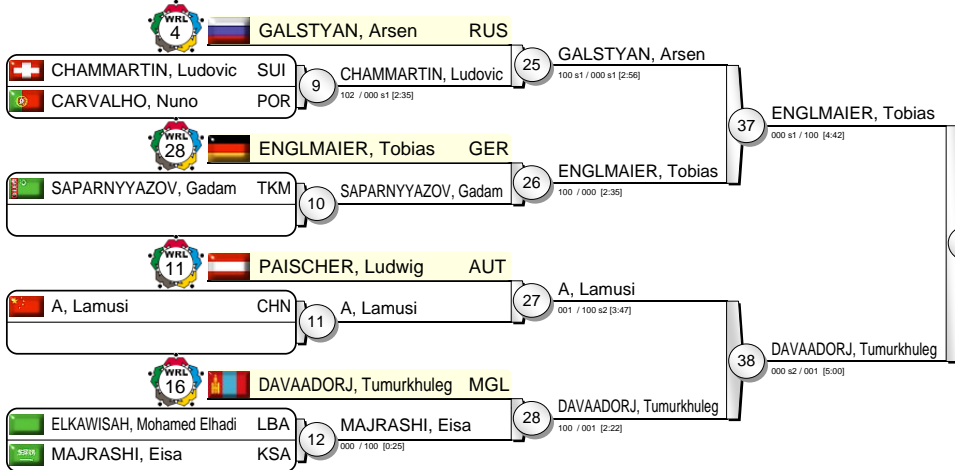 WRL
4
GALSTYAN, Arsen RUS
CHAMMARTIN, Ludovic SUI
CARVALHO, Nuno POR
9
CHAMMARTIN, Ludovic
102 / 000 s1 [2:35]
25
GALSTYAN, Arsen
100 s1 / 000 s1 [2:56]
WRL
28
ENGLMAIER, Tobias GER
SAPARNYYAZOV, Gadam TKM
10
SAPARNYYAZOV, Gadam
26
ENGLMAIER, Tobias
100 / 000 [2:35]
37
ENGLMAIER, Tobias
000 s1 / 100 [4:42]
WRL
11
PAISCHER, Ludwig AUT
A, Lamusi CHN
11
A, Lamusi
27
A, Lamusi
001 / 100 s2 [3:47]
WRL
16
DAVAADORJ, Tumurkhuleg MGL
ELKAWISAH, Mohamed Elhadi LBA
MAJRASHI, Eisa KSA
12
MAJRASHI, Eisa
000 / 100 [0:25]
28
DAVAADORJ, Tumurkhuleg
100 / 001 [2:22]
38
DAVAADORJ, Tumurkhuleg
000 s2 / 001 [5:00]